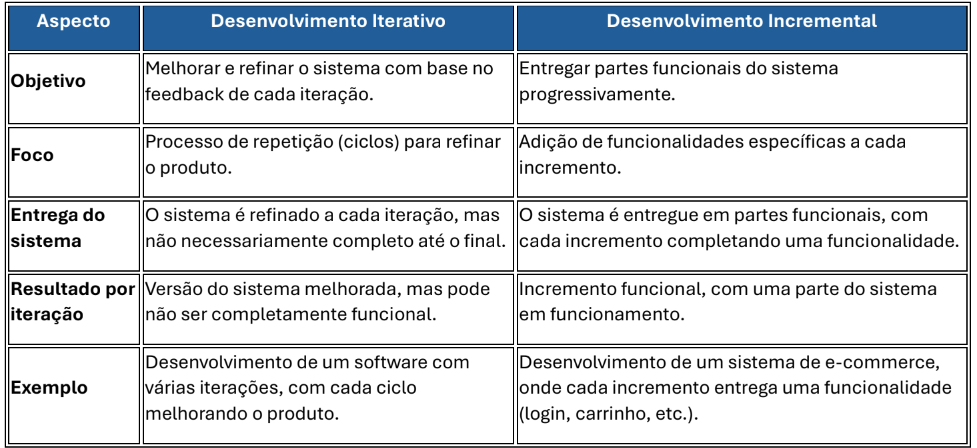 Aspecto Desenvolvimento Iterativo Desenvolvimento Incremental
Objetivo
Melhorar e refinar o sistema com base no
feedback de cada iteração.
Entregar partes funcionais do sistema
progressivamente.
Foco
Processo de repetição (ciclos) para refinar
o produto.
Adição de funcionalidades específicas a cada
incremento.
Entrega do
sistema
O sistema é refinado a cada iteração, mas
não necessariamente completo até o final.
O sistema é entregue em partes funcionais, com
cada incremento completando uma funcionalidade.
Resultado por
iteração
Versão do sistema melhorada, mas pode
não ser completamente funcional.
Incremento funcional, com uma parte do sistema
em funcionamento.
Exemplo
Desenvolvimento de um software com
várias iterações, com cada ciclo
melhorando o produto.
Desenvolvimento de um sistema de e-commerce,
onde cada incremento entrega uma funcionalidade
(login, carrinho, etc.).